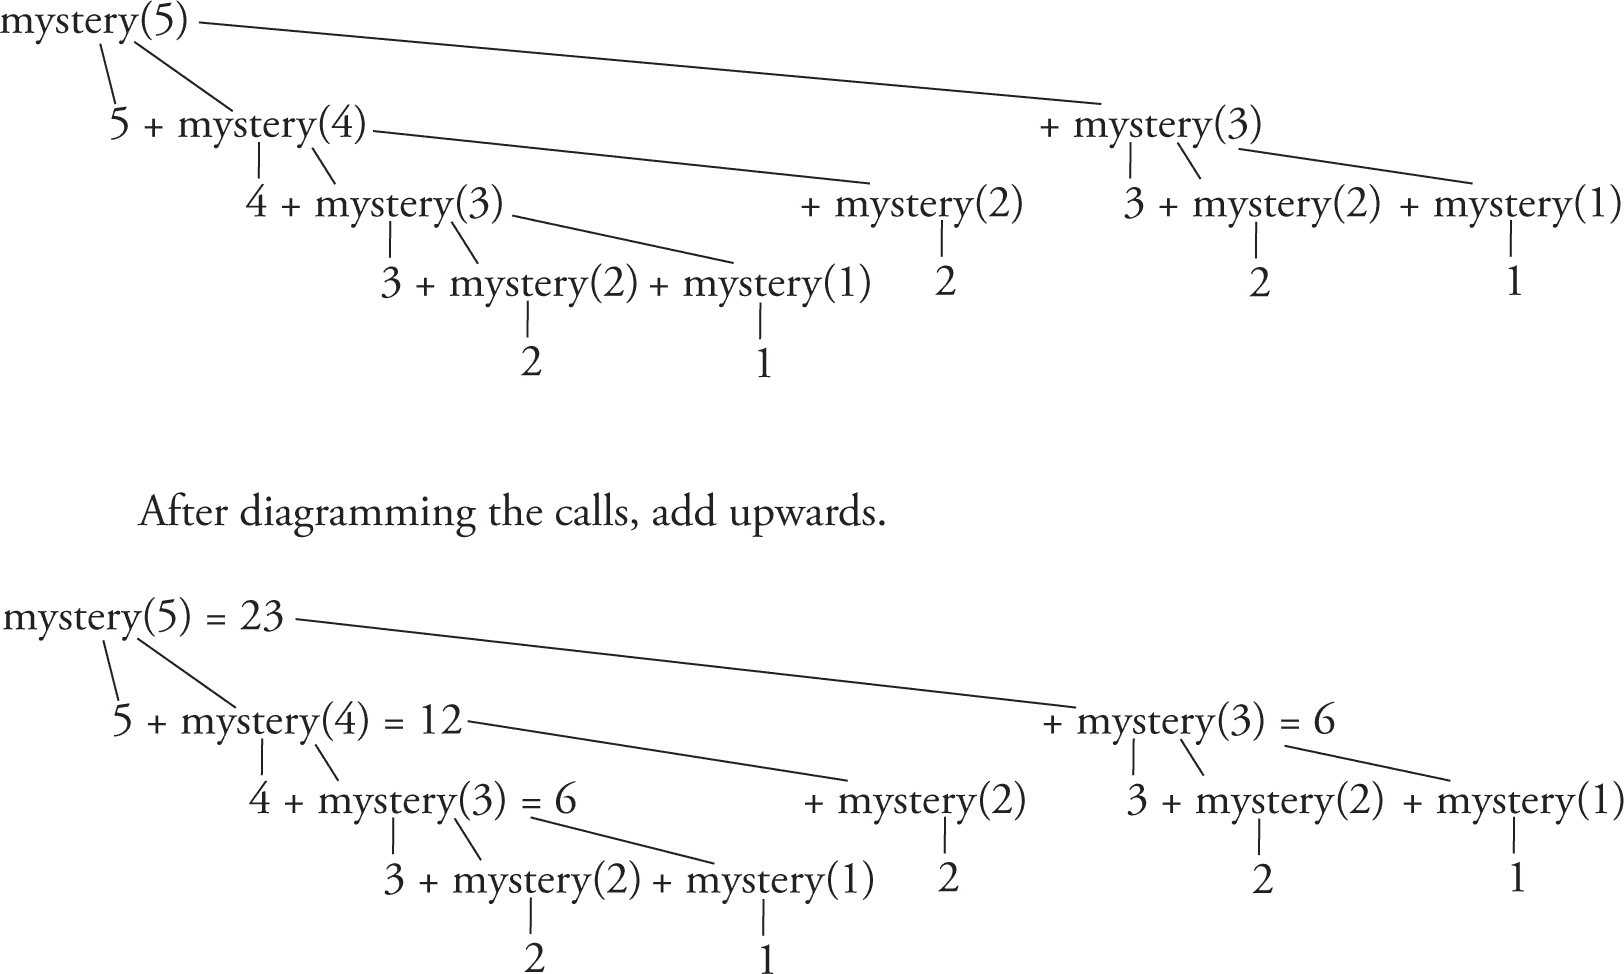 mystery(5)
5 + mystery(4) + mystery(3)
4 + mystery(3) + mystery(2) 3 + mystery(2) + mystery(1)
3 + mystery(2) + mystery(1) 2 2 1
2 1
After diagramming the calls, add upwards.
mystery(5) = 23
5 + mystery(4) = 12 + mystery(3) = 6
4 + mystery(3) = 6 + mystery(2) 3 + mystery(2) + mystery(1)
3 + mystery(2) + mystery(1) 2 2 1
2 1